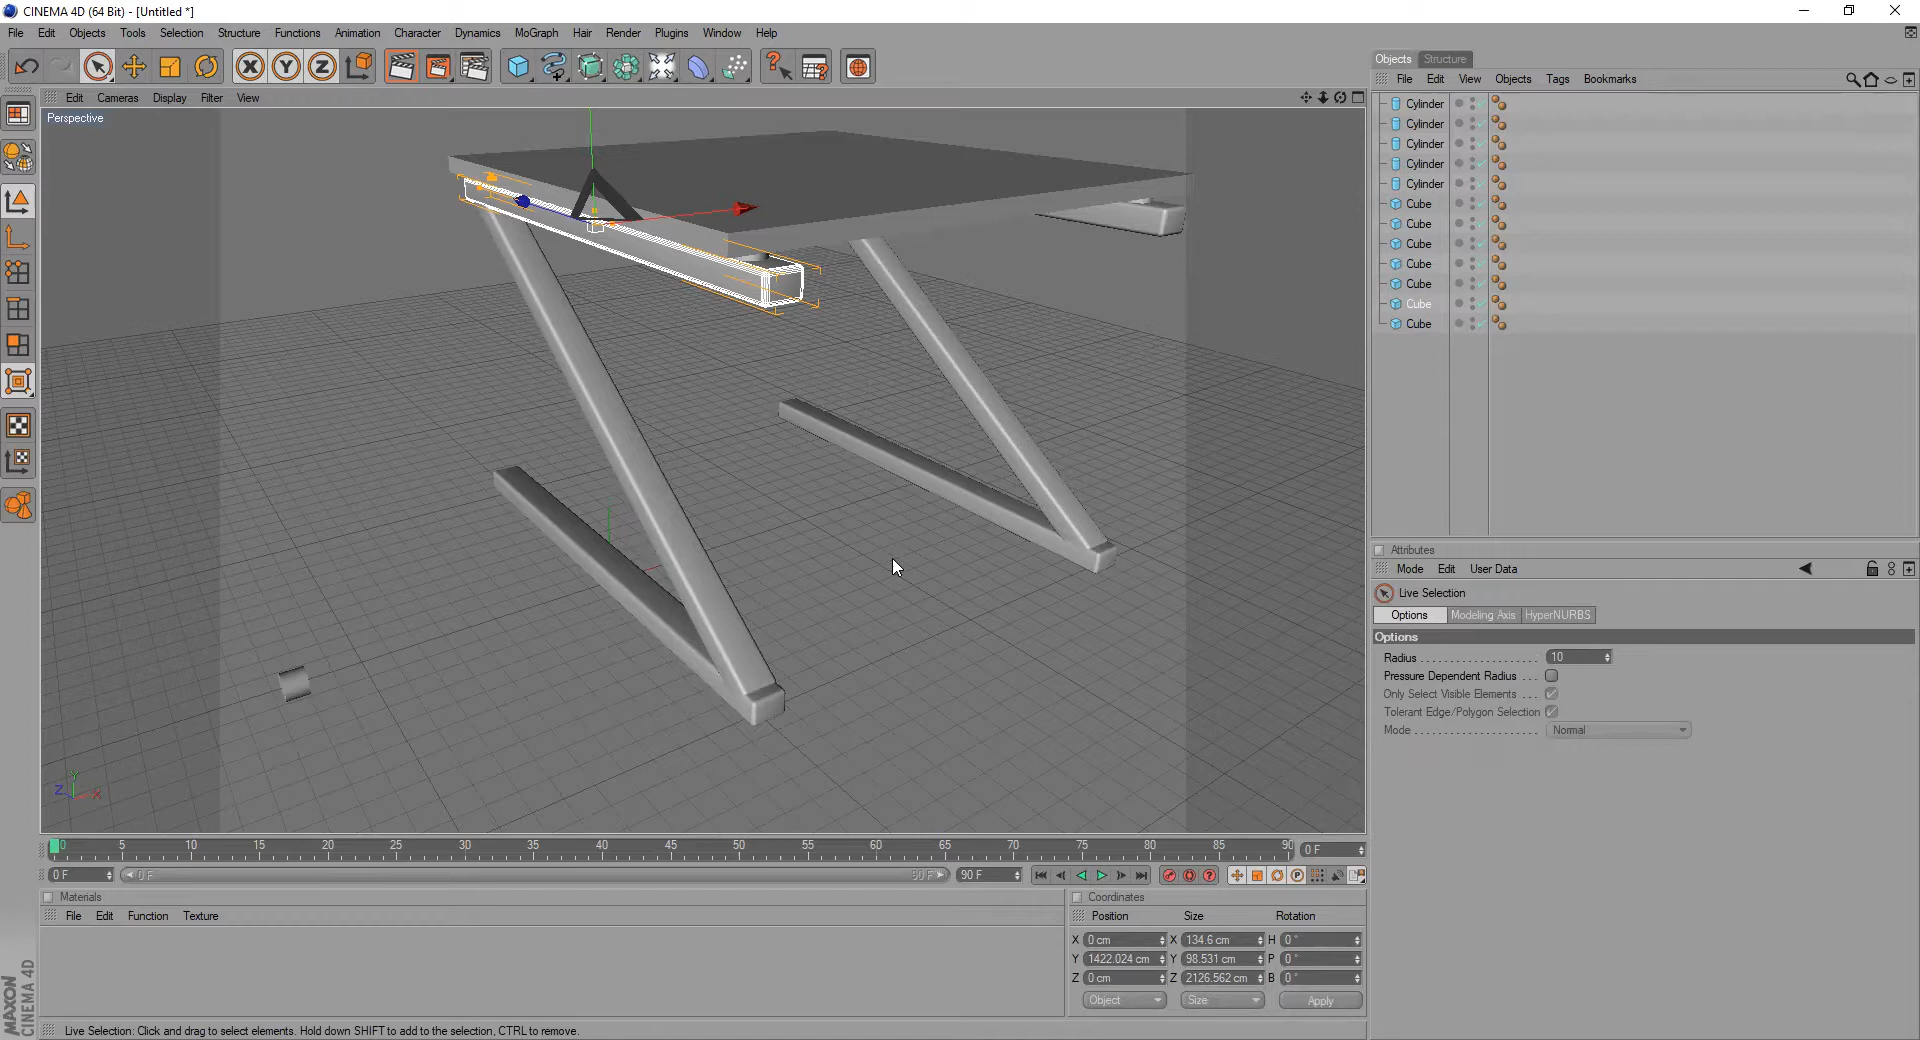 CINEMA 4D (64 Bit) - [Untitled *]
File Edit Objects Tools Selection Structure Functions Animation Character Dynamics MoGraph Hair Render Plugins Window Help
Objects Structure
File Edit View Objects Tags Bookmarks
Edit Cameras Display Filter View
Perspective
Cylinder
Cylinder
Cylinder
Cylinder
Cylinder
Cube
Cube
Cube
Cube
Cube
Cube
Cube
Attributes
Mode Edit User Data
Live Selection
Options Modeling Axis HyperNURBS
Options
Radius 10
Pressure Dependent Radius
Only Select Visible Elements
Tolerant Edge/Polygon Selection
Mode Normal
Y
Z X
0 5 10 15 20 25 30 35 40 45 50 55 60 65 70 75 80 85 90 0 F
0 F 0 F 90 F 90 F
Materials
File Edit Function Texture
Coordinates
Position Size Rotation
X 0 cm X 134.6 cm H 0 °
Y 1422.024 cm Y 98.531 cm P 0 °
Z 0 cm Z 2126.562 cm B 0 °
Object Size Apply
MAXON
CINEMA 4D
Live Selection: Click and drag to select elements. Hold down SHIFT to add to the selection, CTRL to remove.